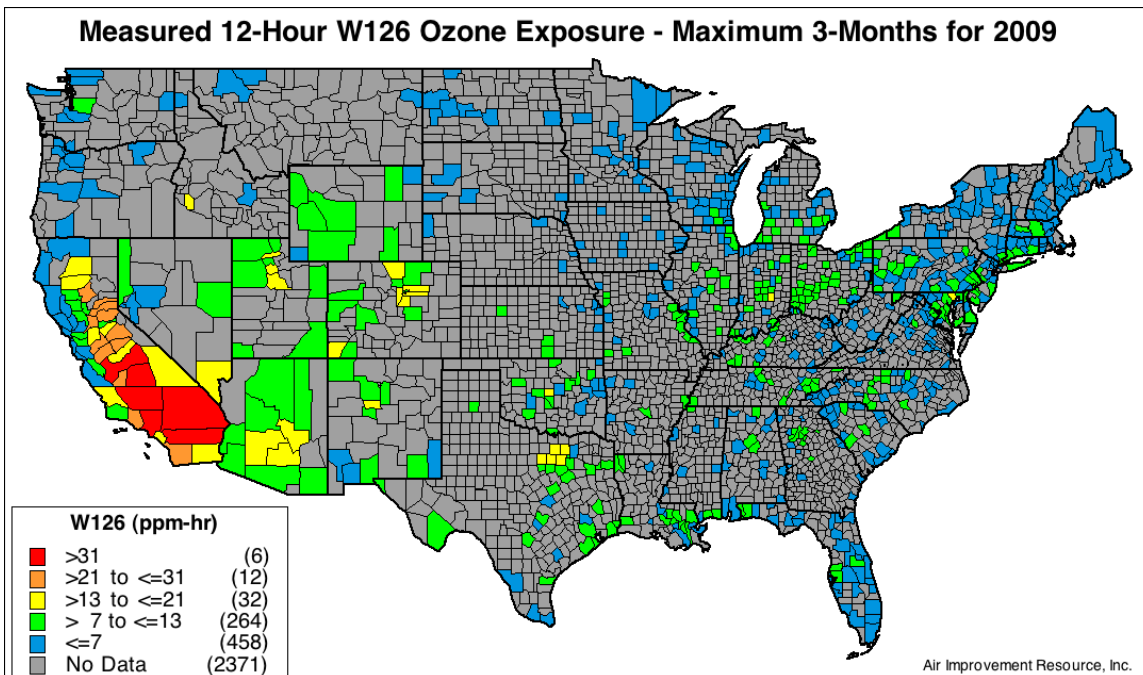 Measured 12-Hour W126 Ozone Exposure - Maximum 3-Months for 2009
W126 (ppm-hr)
>31 (6)
>21 to <=31 (12)
>13 to <=21 (32)
> 7 to <=13 (264)
<=7 (458)
No Data (2371)
Air Improvement Resource, Inc.